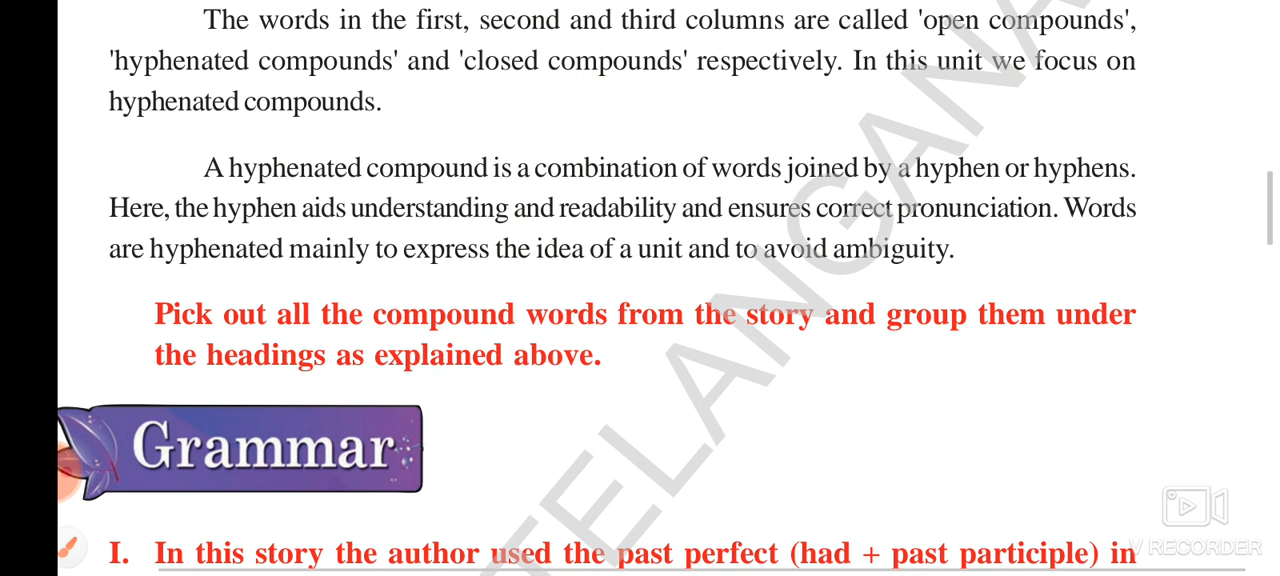 The words in the first, second and third columns are called 'open compounds',
'hyphenated compounds' and 'closed compounds' respectively. In this unit we focus on
hyphenated compounds.
A hyphenated compound is a combination of words joined by a hyphen or hyphens.
Here, the hyphen aids understanding and readability and ensures correct pronunciation. Words
are hyphenated mainly to express the idea of a unit and to avoid ambiguity.
Pick out all the compound words from the story and group them under
the headings as explained above.
Grammar
I. In this story the author used the past perfect (had + past participle) in
TELANGANA
V RECORDER